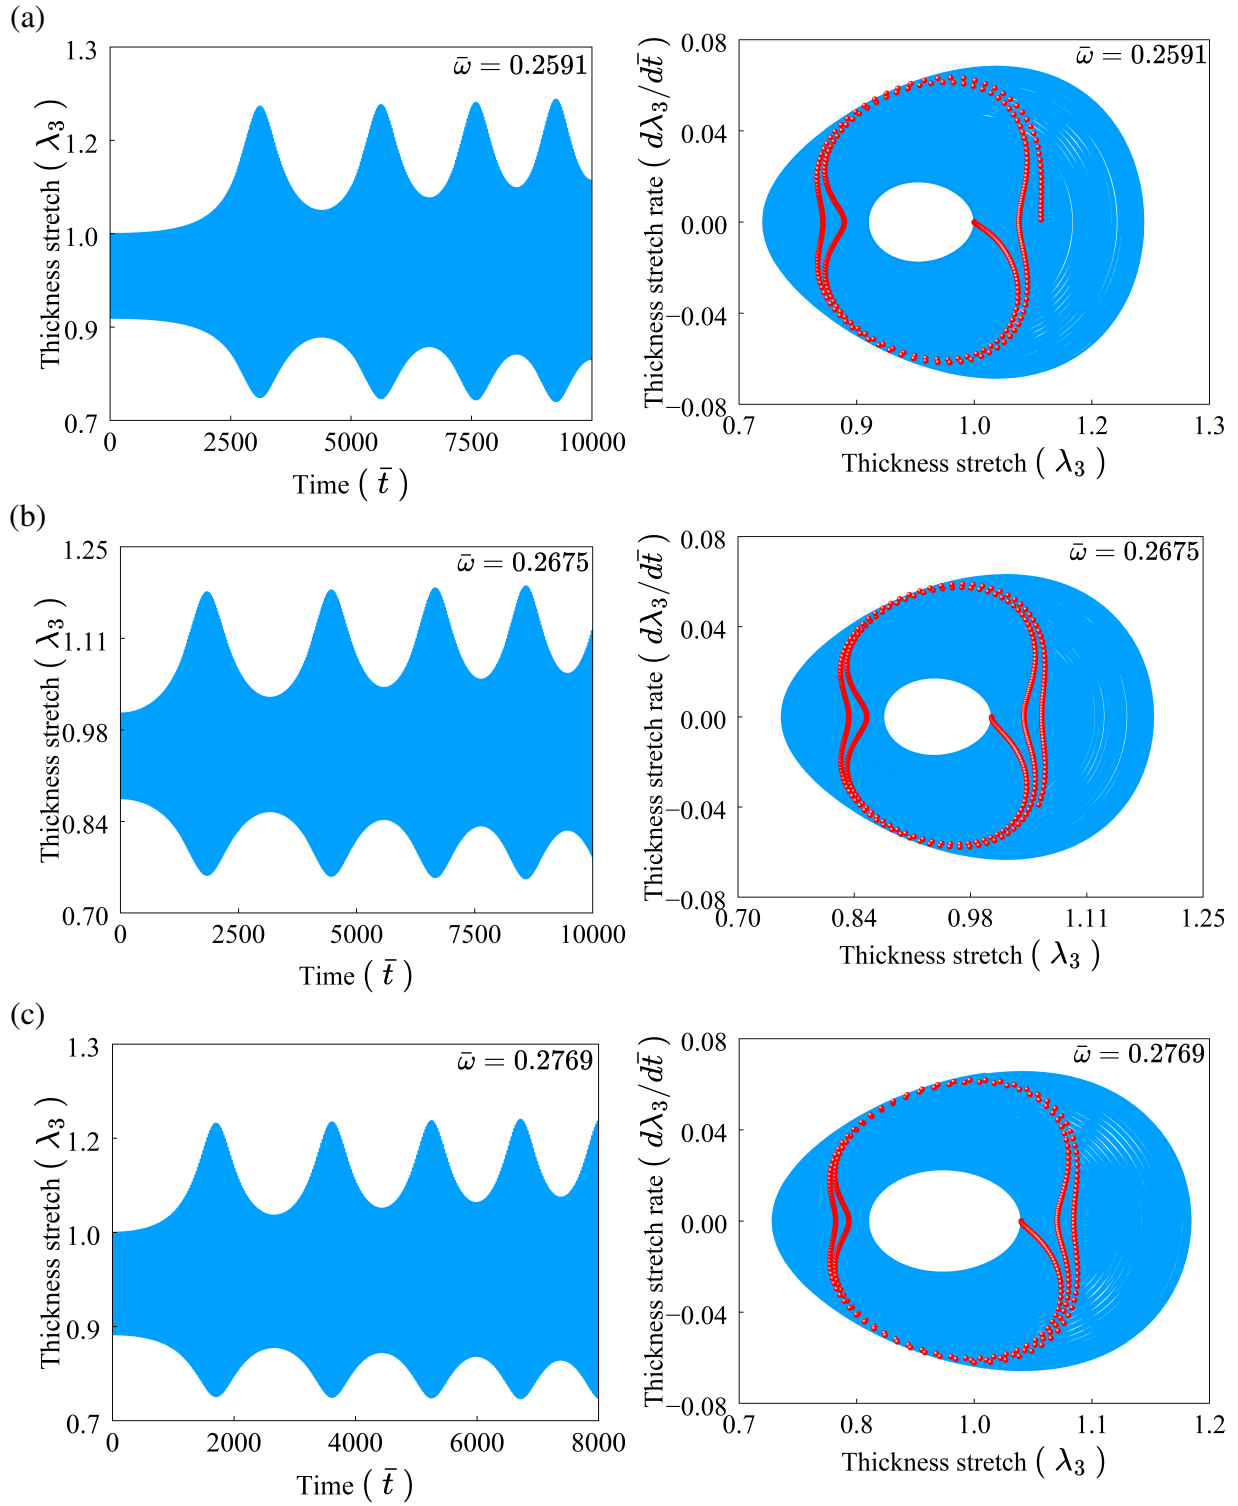 (a)
ω̄ = 0.2591
Thickness stretch ( λ₃ )
1.3
1.2
1.0
0.9
0.7
0
2500
5000
7500
10000
Time ( t̄ )
ω̄ = 0.2591
Thickness stretch rate ( dλ₃/dt̄ )
0.08
0.04
0.00
−0.04
−0.08
0.7
0.9
1.0
1.2
1.3
Thickness stretch ( λ₃ )
(b)
ω̄ = 0.2675
Thickness stretch ( λ₃ )
1.25
1.11
0.98
0.84
0.70
0
2500
5000
7500
10000
Time ( t̄ )
ω̄ = 0.2675
Thickness stretch rate ( dλ₃/dt̄ )
0.08
0.04
0.00
−0.04
−0.08
0.70
0.84
0.98
1.11
1.25
Thickness stretch ( λ₃ )
(c)
ω̄ = 0.2769
Thickness stretch ( λ₃ )
1.3
1.2
1.0
0.9
0.7
0
2000
4000
6000
8000
Time ( t̄ )
ω̄ = 0.2769
Thickness stretch rate ( dλ₃/dt̄ )
0.08
0.04
0.00
−0.04
−0.08
0.7
0.8
1.0
1.1
1.2
Thickness stretch ( λ₃ )